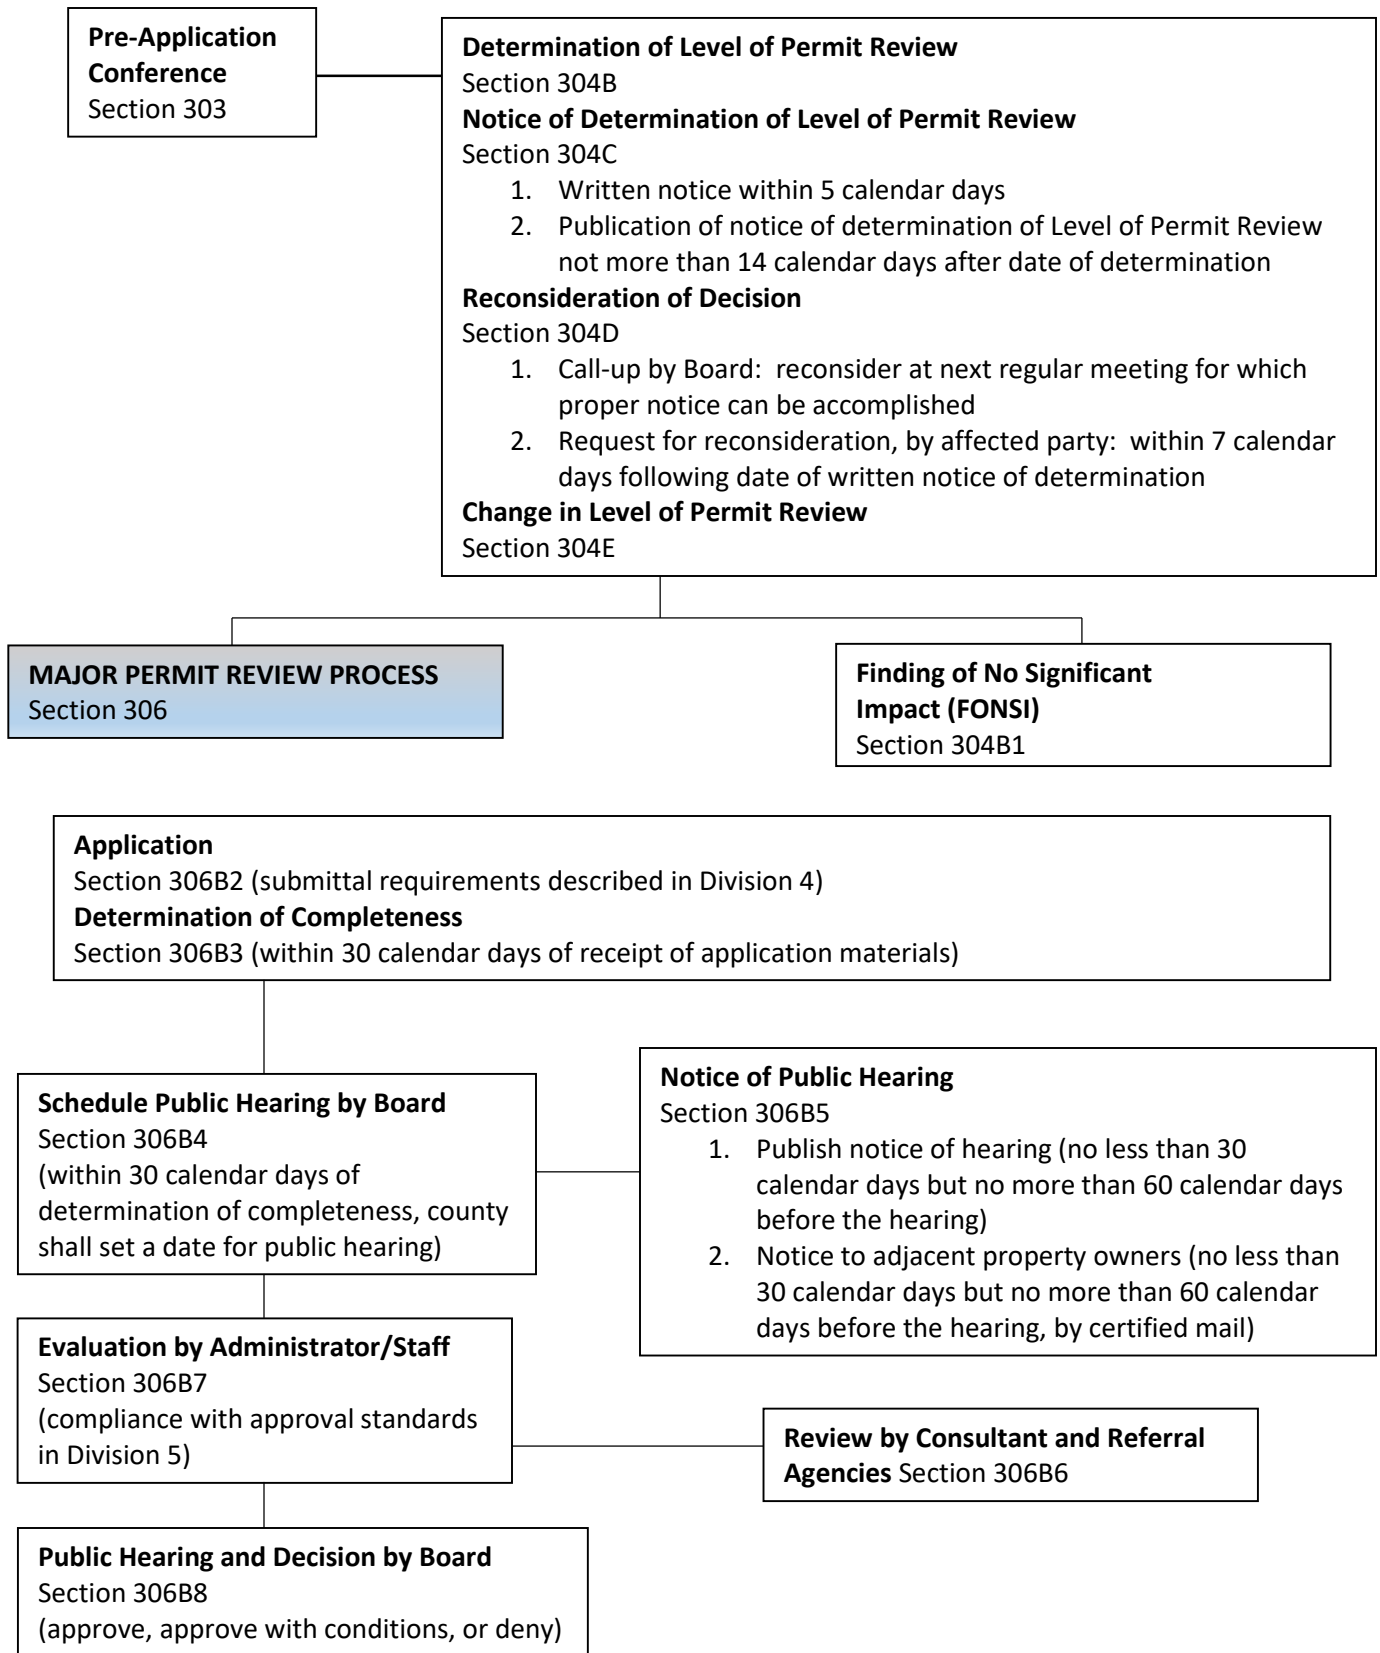 Pre-Application
Conference
Section 303
Determination of Level of Permit Review
Section 304B
Notice of Determination of Level of Permit Review
Section 304C
1. Written notice within 5 calendar days
2. Publication of notice of determination of Level of Permit Review
not more than 14 calendar days after date of determination
Reconsideration of Decision
Section 304D
1. Call-up by Board: reconsider at next regular meeting for which
proper notice can be accomplished
2. Request for reconsideration, by affected party: within 7 calendar
days following date of written notice of determination
Change in Level of Permit Review
Section 304E
MAJOR PERMIT REVIEW PROCESS
Section 306
Finding of No Significant
Impact (FONSI)
Section 304B1
Application
Section 306B2 (submittal requirements described in Division 4)
Determination of Completeness
Section 306B3 (within 30 calendar days of receipt of application materials)
Schedule Public Hearing by Board
Section 306B4
(within 30 calendar days of
determination of completeness, county
shall set a date for public hearing)
Notice of Public Hearing
Section 306B5
1. Publish notice of hearing (no less than 30
calendar days but no more than 60 calendar days
before the hearing)
2. Notice to adjacent property owners (no less than
30 calendar days but no more than 60 calendar
days before the hearing, by certified mail)
Evaluation by Administrator/Staff
Section 306B7
(compliance with approval standards
in Division 5)
Review by Consultant and Referral
Agencies Section 306B6
Public Hearing and Decision by Board
Section 306B8
(approve, approve with conditions, or deny)